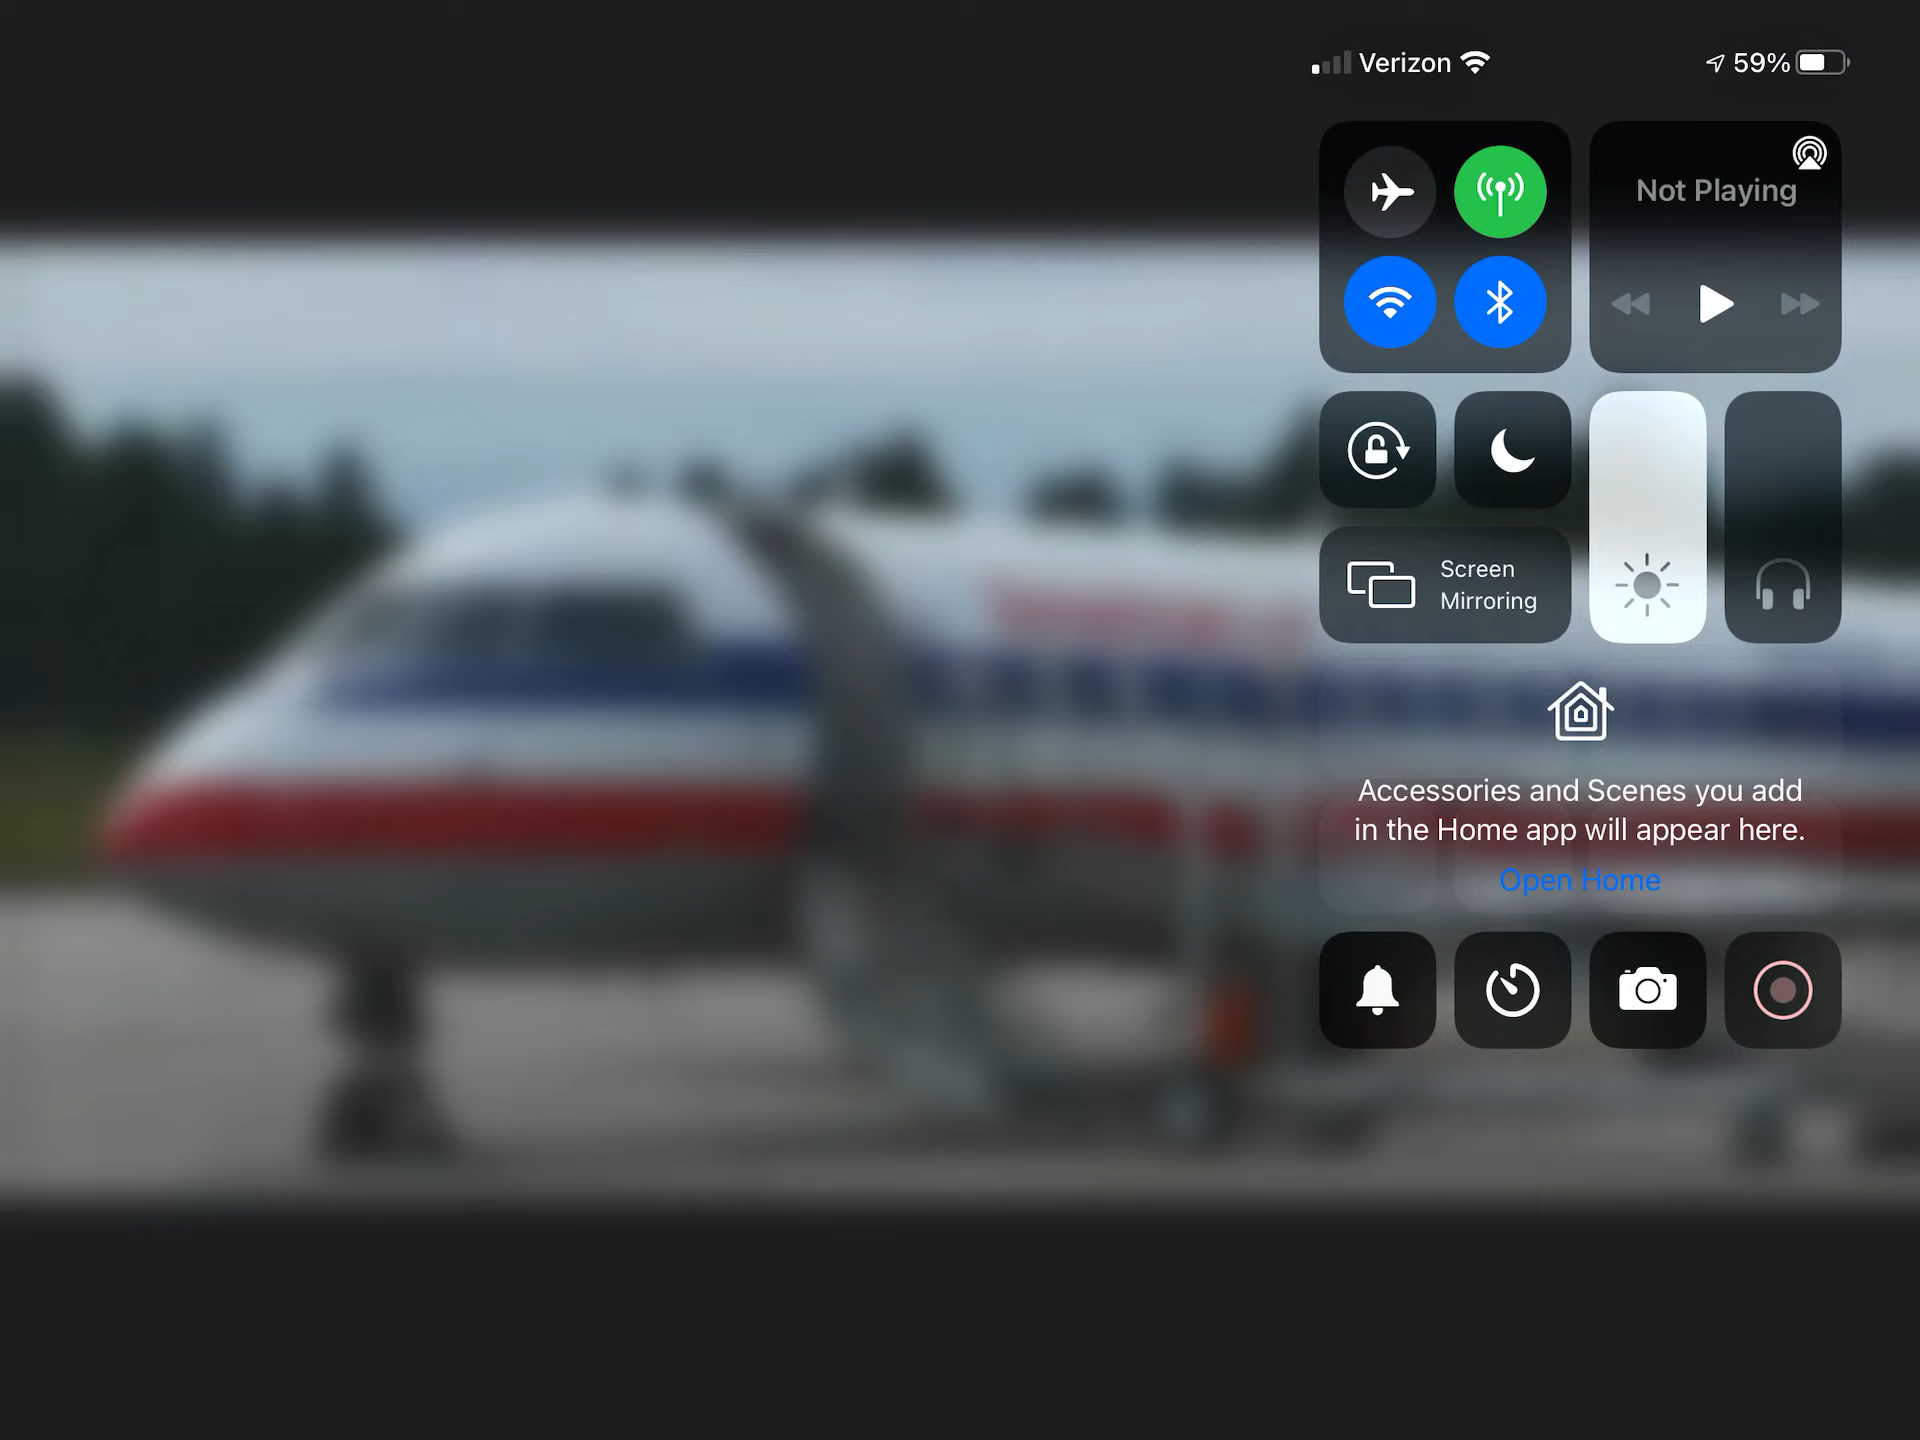 Verizon
59%
Not Playing
Screen
Mirroring
Accessories and Scenes you add
in the Home app will appear here.
Open Home